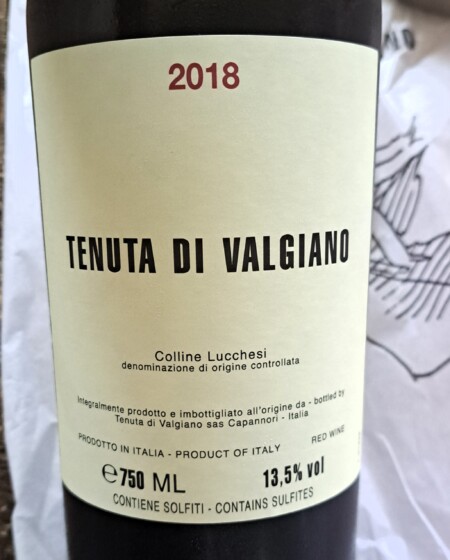 2018
TENUTA DI VALGIANO
Colline Lucchesi
denominazione di origine controllata
Integralmente prodotto e imbottigliato all'origine da - bottled by
Tenuta di Valgiano sas Capannori - Italia
PRODOTTO IN ITALIA - PRODUCT OF ITALY
RED WINE
℮750 ML
13,5% vol
CONTIENE SOLFITI - CONTAINS SULFITES